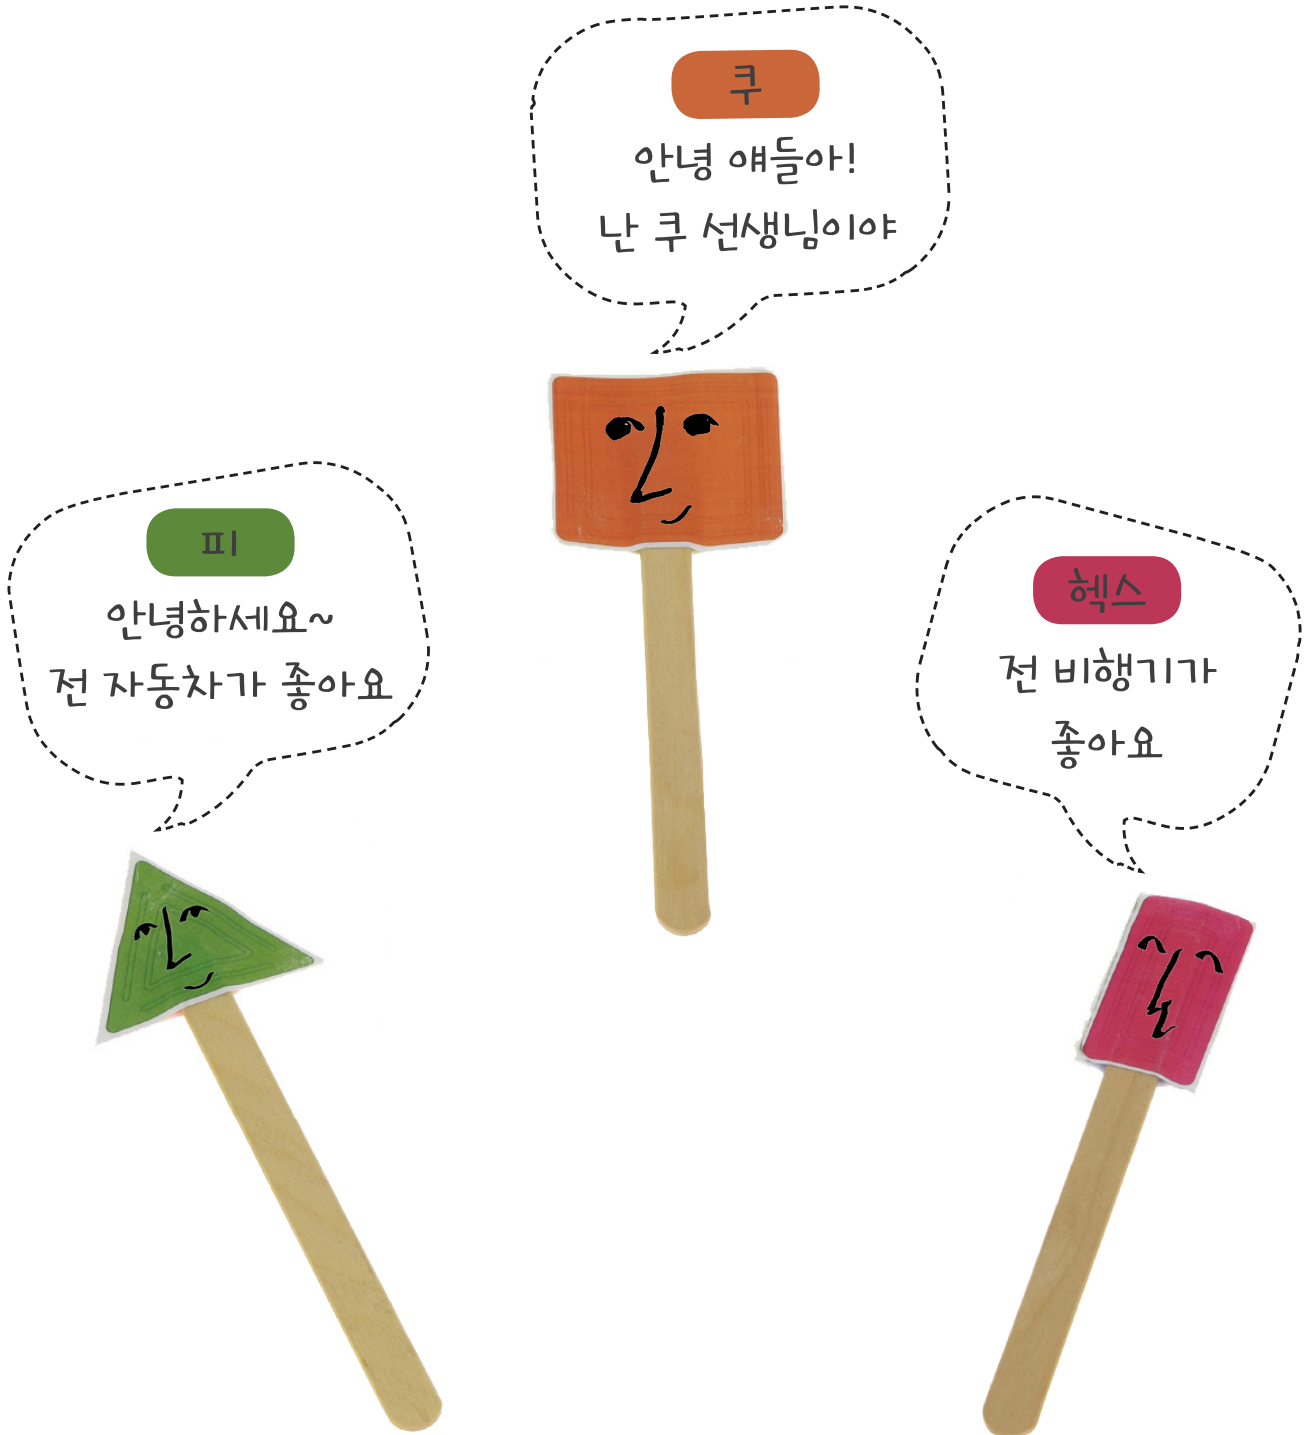 쿠
안녕 얘들아!
난 쿠 선생님이야
피
안녕하세요~
전 자동차가 좋아요
헥스
전 비행기가
좋아요